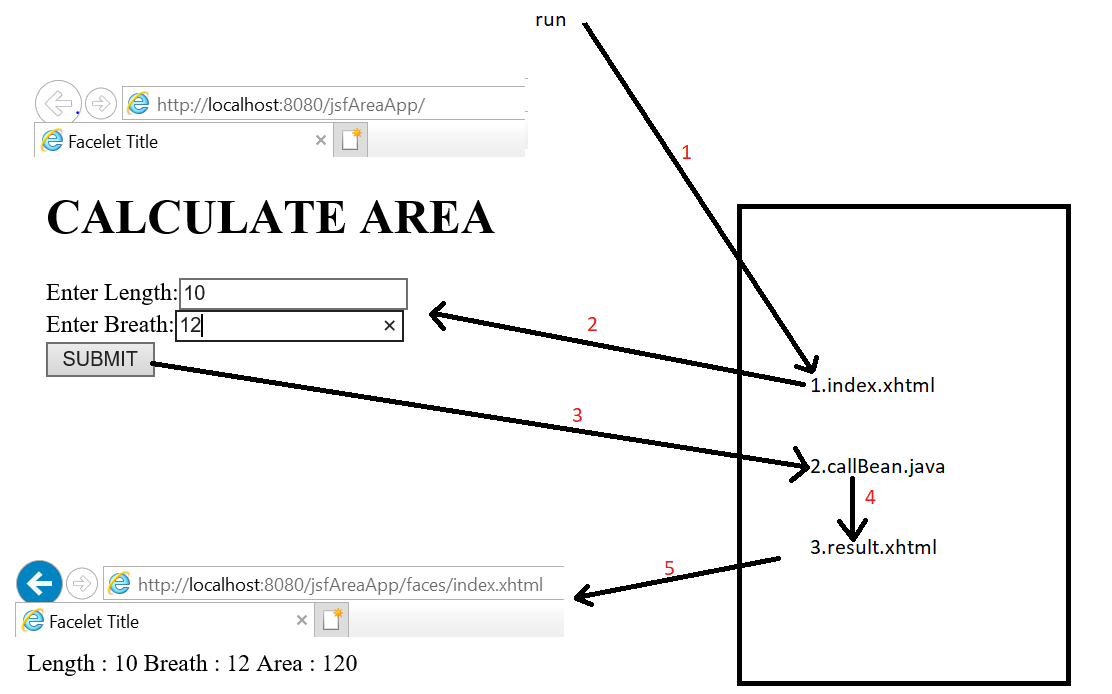 run
http://localhost:8080/jsfAreaApp/
Facelet Title
1
CALCULATE AREA
Enter Length: 10
2
Enter Breath: 12
SUBMIT
1.index.xhtml
3
2.callBean.java
4
3.result.xhtml
5
http://localhost:8080/jsfAreaApp/faces/index.xhtml
Facelet Title
Length : 10 Breath : 12 Area : 120